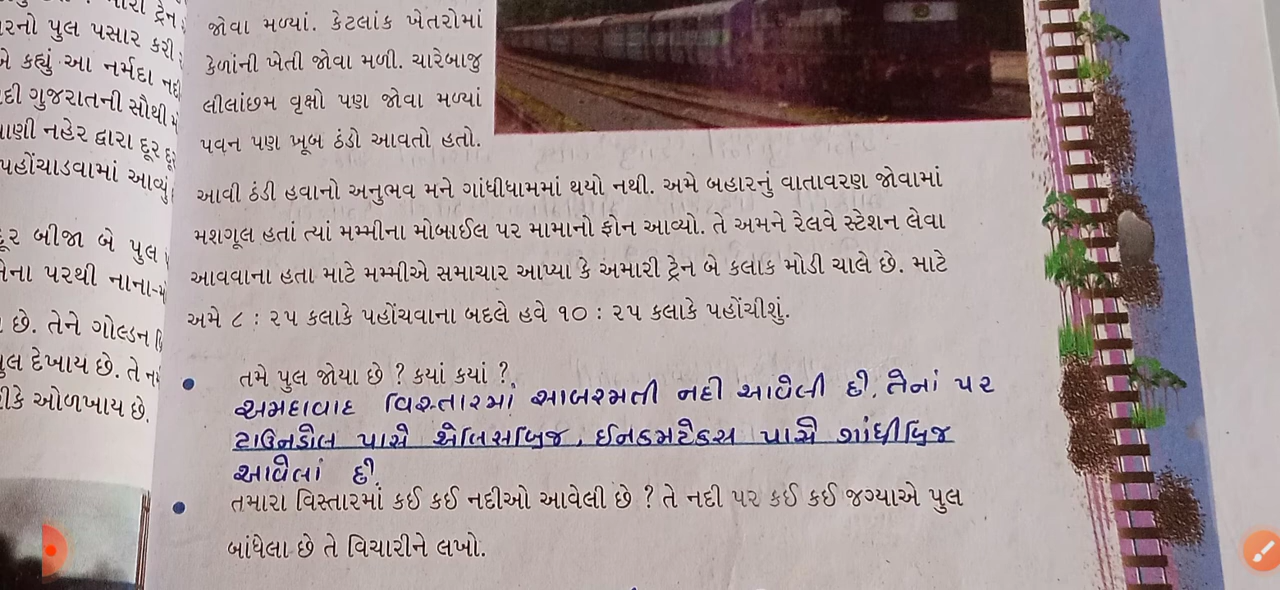 મારી ટ્રેન
રનો પુલ પસાર કરી
કહ્યું આ નર્મદા નદી
ગુજરાતની સૌથી
નહેર દ્વારા દૂર દૂર
પહોંચાડવામાં આવ્યું
બીજા બે પુલ
પરથી નાના-
છે. તેને ગોલ્ડન
દેખાય છે. તે
ઓળખાય છે.
જોવા મળ્યાં. કેટલાંક ખેતરોમાં
કેળાંની ખેતી જોવા મળી. ચારેબાજુ
લીલાંછમ વૃક્ષો પણ જોવા મળ્યાં
પવન પણ ખૂબ ઠંડો આવતો હતો.
આવી ઠંડી હવાનો અનુભવ મને ગાંધીધામમાં થયો નથી. અમે બહારનું વાતાવરણ જોવામાં
મશગૂલ હતાં ત્યાં મમ્મીના મોબાઈલ પર મામાનો ફોન આવ્યો. તે અમને રેલવે સ્ટેશન લેવા
આવવાના હતા માટે મમ્મીએ સમાચાર આપ્યા કે અમારી ટ્રેન બે કલાક મોડી ચાલે છે. માટે
અમે ૮ : ૨૫ કલાકે પહોંચવાના બદલે હવે ૧૦ : ૨૫ કલાકે પહોંચીશું.
• તમે પુલ જોયા છે ? કયાં કયાં ?
અમદાવાદ વિસ્તારમાં સાબરમતી નદી આવેલી છે. તેનાં પર
ટાઉનહોલ પાસે એલિસબ્રિજ, ઈનકમટેક્સ પાસે ગાંધીબ્રિજ
આવેલાં છે.
• તમારા વિસ્તારમાં કઈ કઈ નદીઓ આવેલી છે ? તે નદી પર કઈ કઈ જગ્યાએ પુલ
બાંધેલા છે તે વિચારીને લખો.